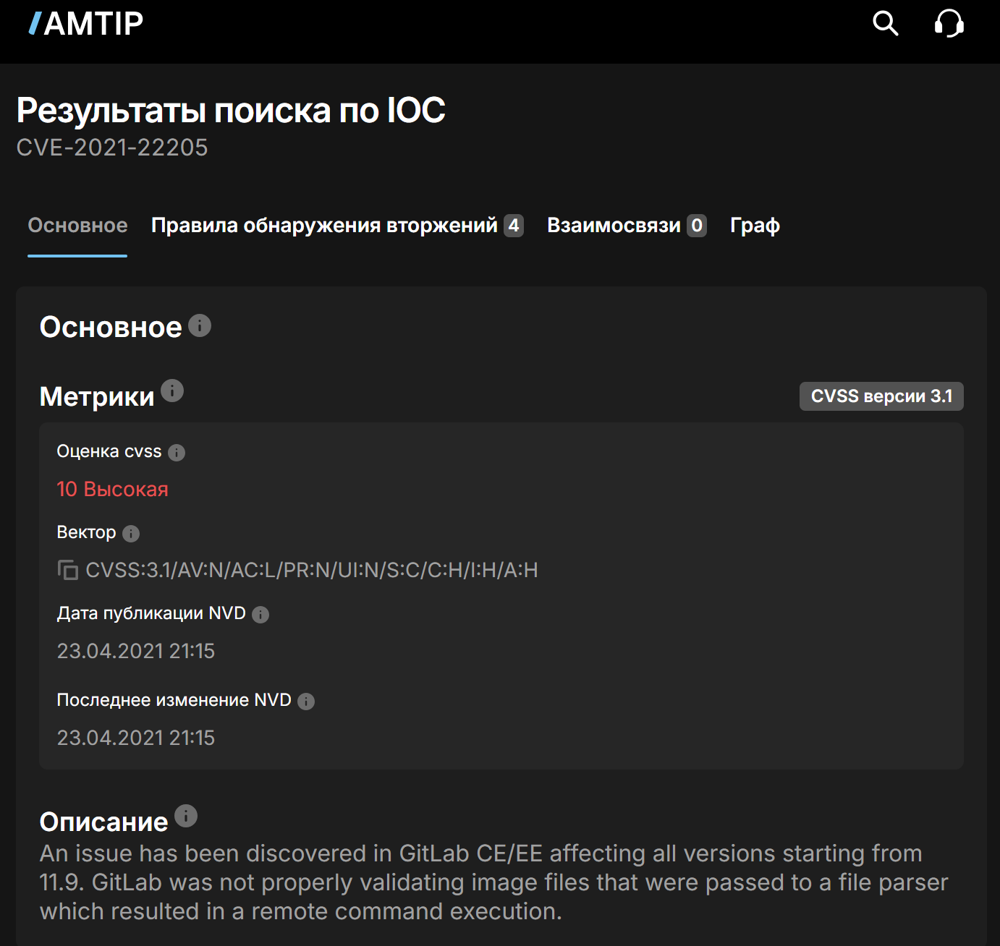 AMTIP
Результаты поиска по IOC
CVE-2021-22205
Основное Правила обнаружения вторжений 4 Взаимосвязи 0 Граф
Основное
Метрики CVSS версии 3.1
Оценка cvss
10 Высокая
Вектор
CVSS:3.1/AV:N/AC:L/PR:N/UI:N/S:C/C:H/I:H/A:H
Дата публикации NVD
23.04.2021 21:15
Последнее изменение NVD
23.04.2021 21:15
Описание
An issue has been discovered in GitLab CE/EE affecting all versions starting from
11.9. GitLab was not properly validating image files that were passed to a file parser
which resulted in a remote command execution.